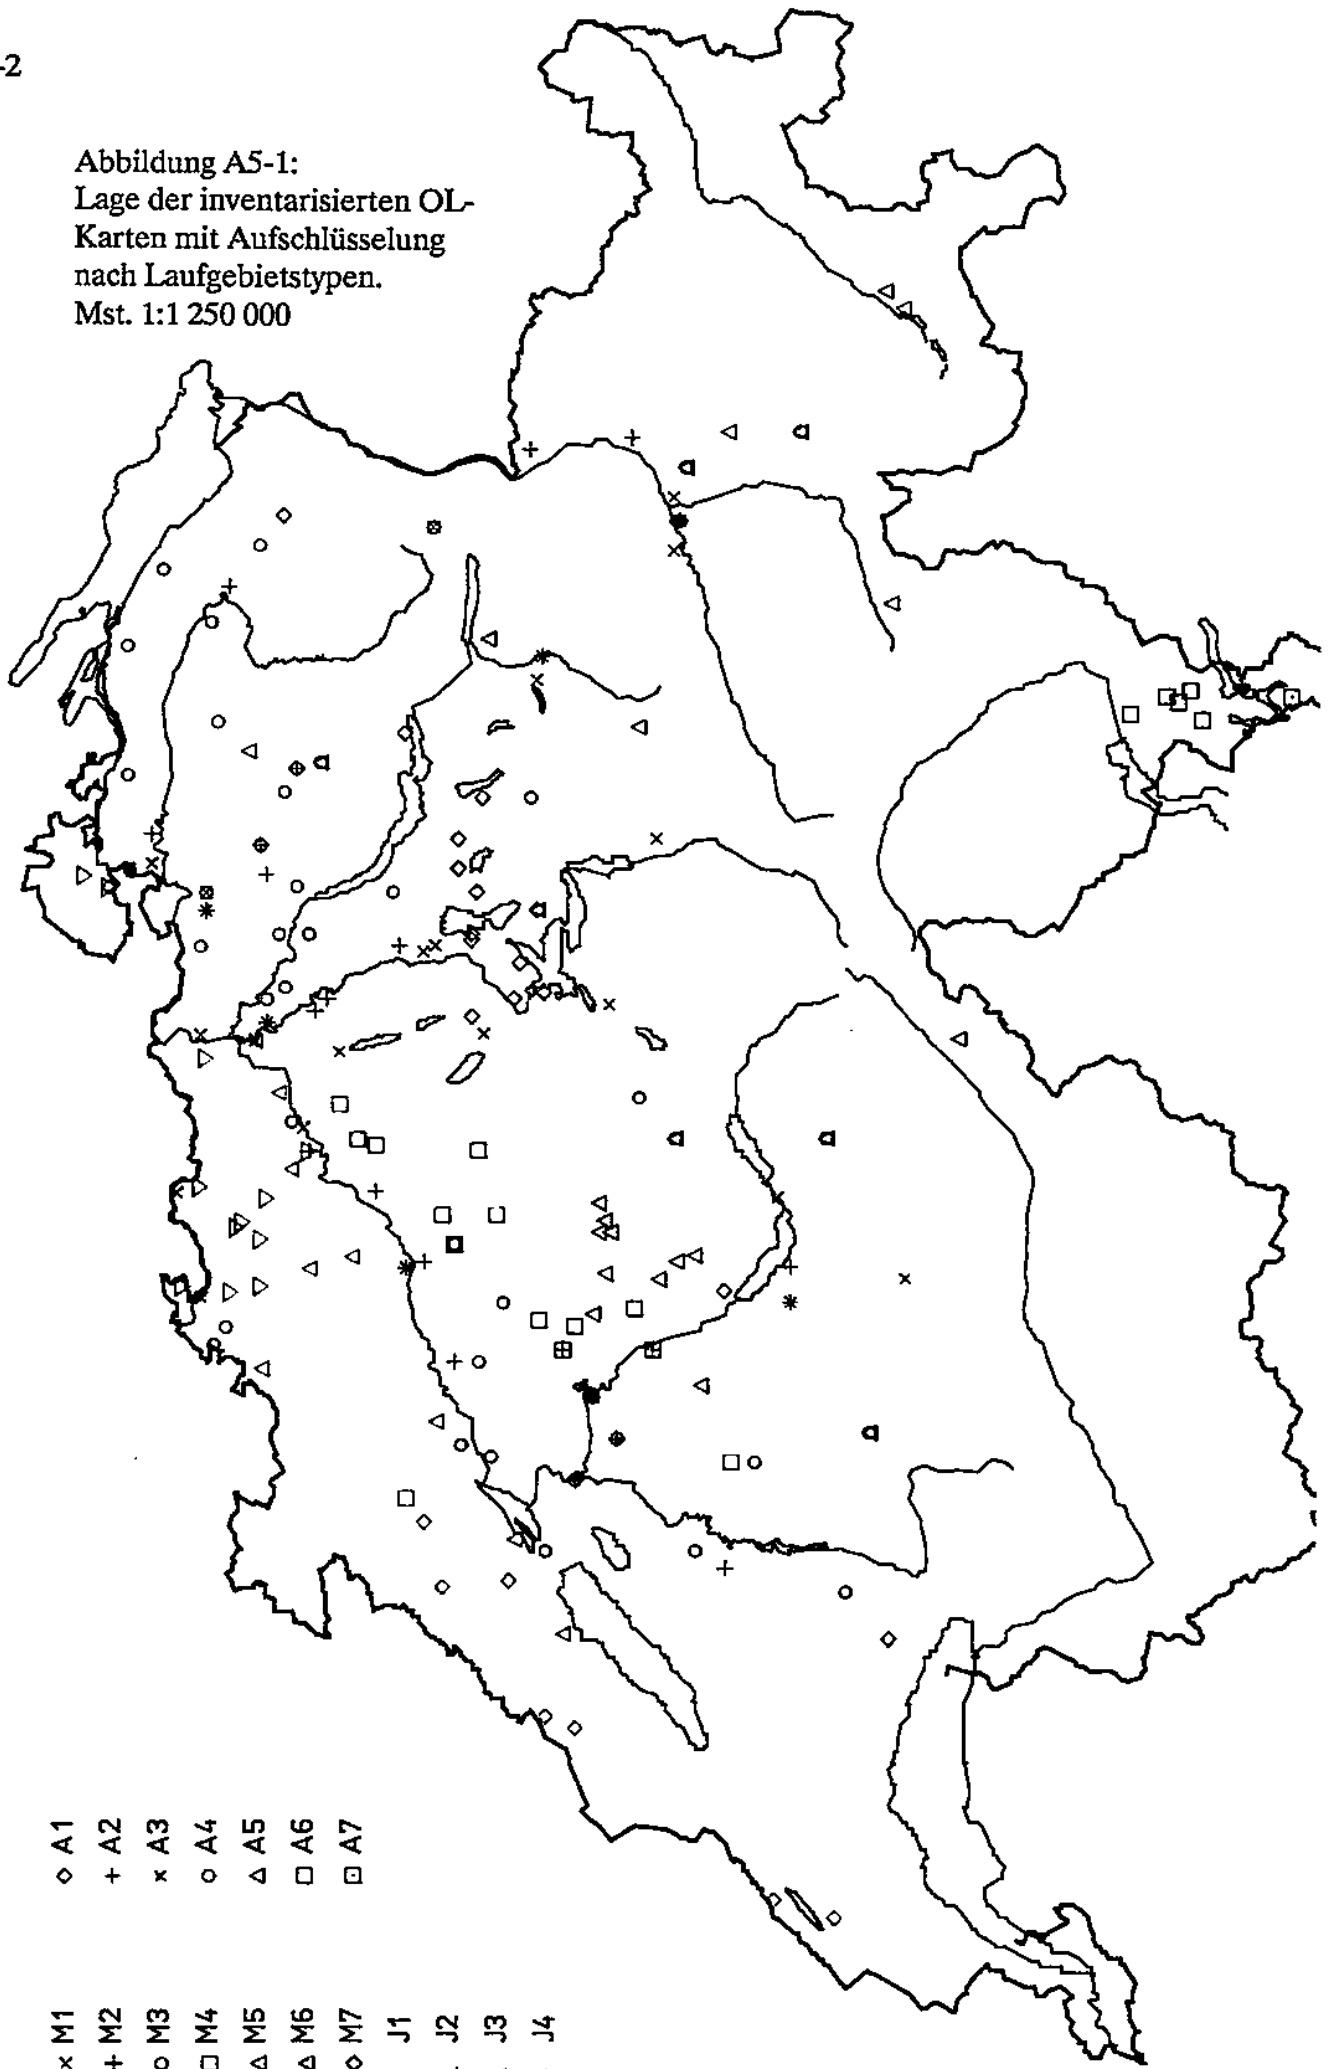 -2
Abbildung A5-1:
Lage der inventarisierten OL-
Karten mit Aufschlüsselung
nach Laufgebietstypen.
Mst. 1:1 250 000
A1
A2
A3
A4
A5
A6
A7
M1
M2
M3
M4
M5
M6
M7
J1
J2
J3
J4